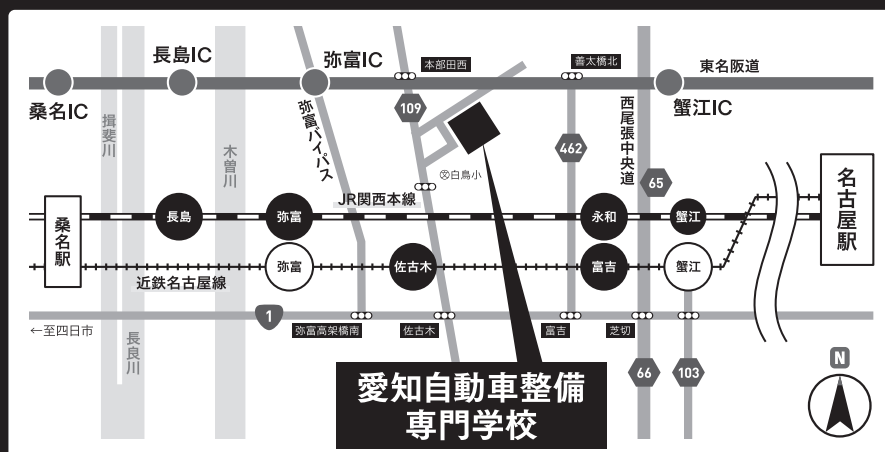 長島IC
弥富IC
本部田西
善太橋北
東名阪道
桑名IC
揖斐川
木曽川
弥富バイパス
109
462
西尾張中央道
65
蟹江IC
文白鳥小
JR関西本線
桑名駅
長島
弥富
永和
蟹江
名古屋駅
弥富
佐古木
富吉
蟹江
近鉄名古屋線
1
←至四日市
弥富高架橋南
佐古木
富吉
芝切
長良川
66
103
N
愛知自動車整備
専門学校